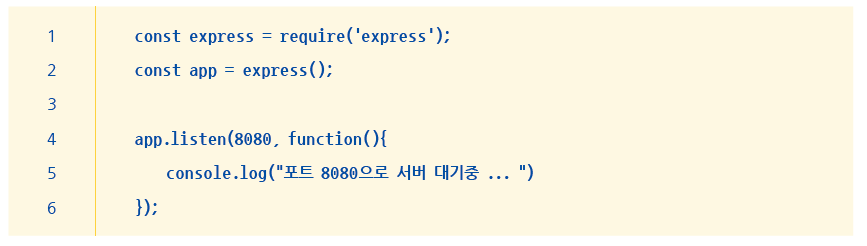 1 const express = require('express');
2 const app = express();
3
4 app.listen(8080, function(){
5 console.log("포트 8080으로 서버 대기중 ... ")
6 });